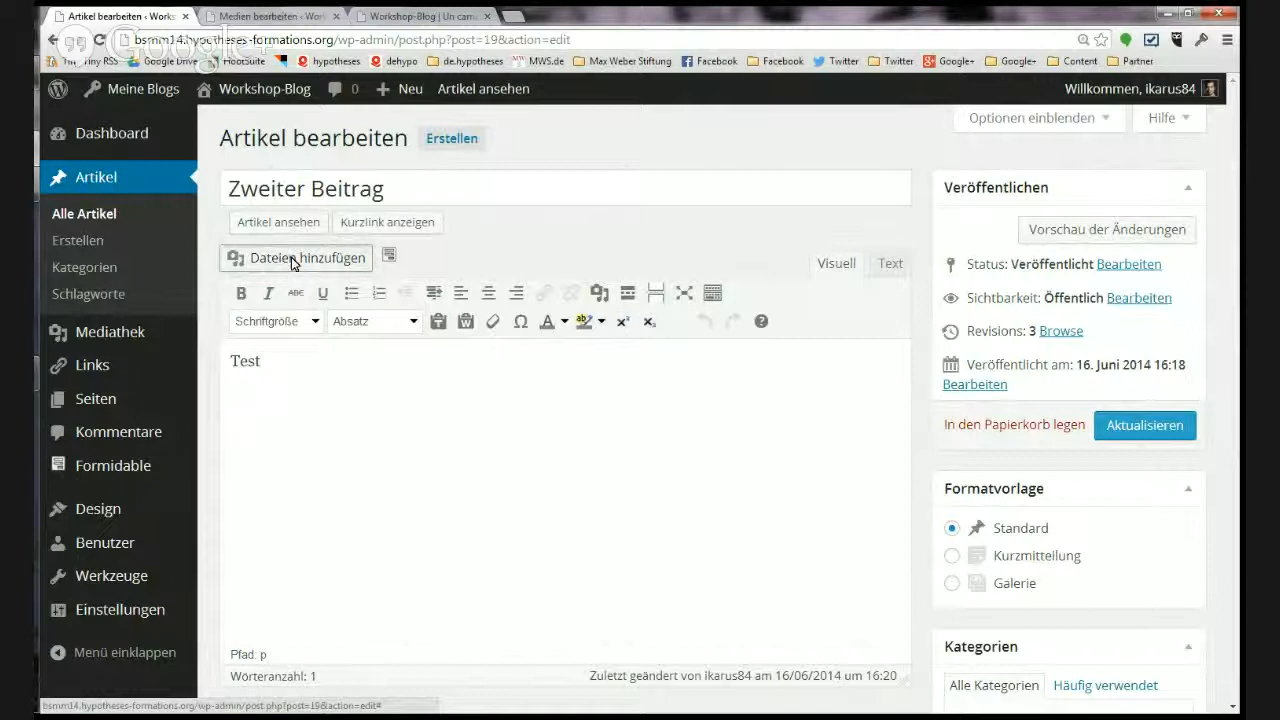 Artikel bearbeiten ‹ Works
Medien bearbeiten ‹ Wor
Workshop-Blog | Un carn
Google+
bsmm14.hypotheses-formations.org/wp-admin/post.php?post=19&action=edit
Tiny RSS
Google Drive
HootSuite
hypotheses
dehypo
de.hypotheses
MWS.de
Max Weber Stiftung
Facebook
Facebook
Twitter
Twitter
Google+
Google+
Content
Partner
Meine Blogs
Workshop-Blog
0
Neu
Artikel ansehen
Willkommen, ikarus84
Dashboard
Artikel
Alle Artikel
Erstellen
Kategorien
Schlagworte
Mediathek
Links
Seiten
Kommentare
Formidable
Design
Benutzer
Werkzeuge
Einstellungen
Menü einklappen
Optionen einblenden
Hilfe
Artikel bearbeiten
Erstellen
Zweiter Beitrag
Artikel ansehen
Kurzlink anzeigen
Dateien hinzufügen
Visuell
Text
B I ABC U
Schriftgröße
Absatz
Test
Pfad: p
Wörteranzahl: 1
Zuletzt geändert von ikarus84 am 16/06/2014 um 16:20
Veröffentlichen
Vorschau der Änderungen
Status: Veröffentlicht Bearbeiten
Sichtbarkeit: Öffentlich Bearbeiten
Revisions: 3 Browse
Veröffentlicht am: 16. Juni 2014 16:18
Bearbeiten
In den Papierkorb legen
Aktualisieren
Formatvorlage
Standard
Kurzmitteilung
Galerie
Kategorien
Alle Kategorien
Häufig verwendet
bsmm14.hypotheses-formations.org/wp-admin/post.php?post=19&action=edit#